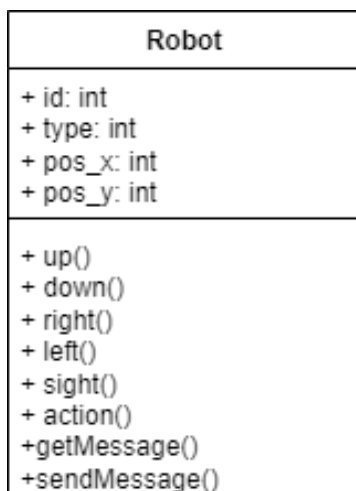 Robot
+ id: int
+ type: int
+ pos_x: int
+ pos_y: int
+ up()
+ down()
+ right()
+ left()
+ sight()
+ action()
+getMessage()
+sendMessage()